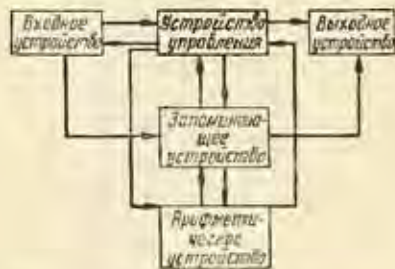 Входное
устройство
Устройство
управления
Выходное
устройство
Запоминаю-
щее
устройство
Арифмети-
ческое
устройство